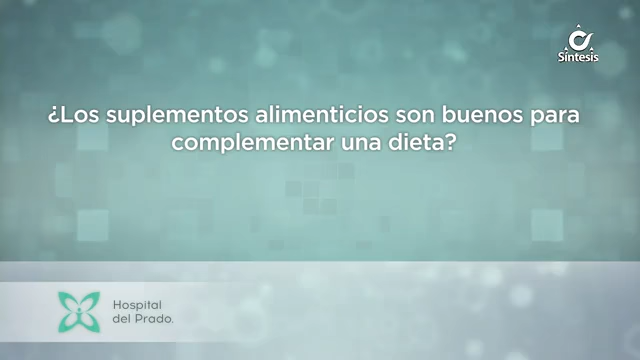 Síntesis
¿Los suplementos alimenticios son buenos para
complementar una dieta?
Hospital
del Prado.